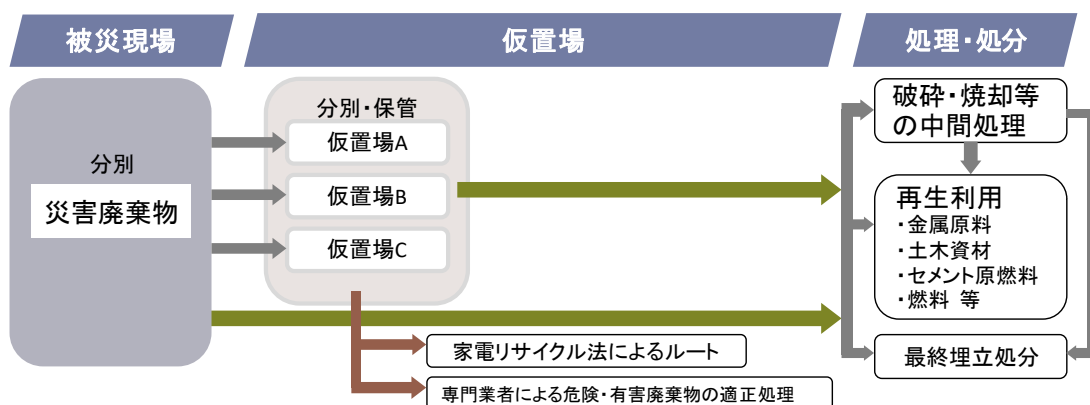 被災現場
仮置場
処理・処分
分別
災害廃棄物
分別・保管
仮置場A
仮置場B
仮置場C
家電リサイクル法によるルート
専門業者による危険・有害廃棄物の適正処理
破砕・焼却等
の中間処理
再生利用
・金属原料
・土木資材
・セメント原燃料
・燃料 等
最終埋立処分